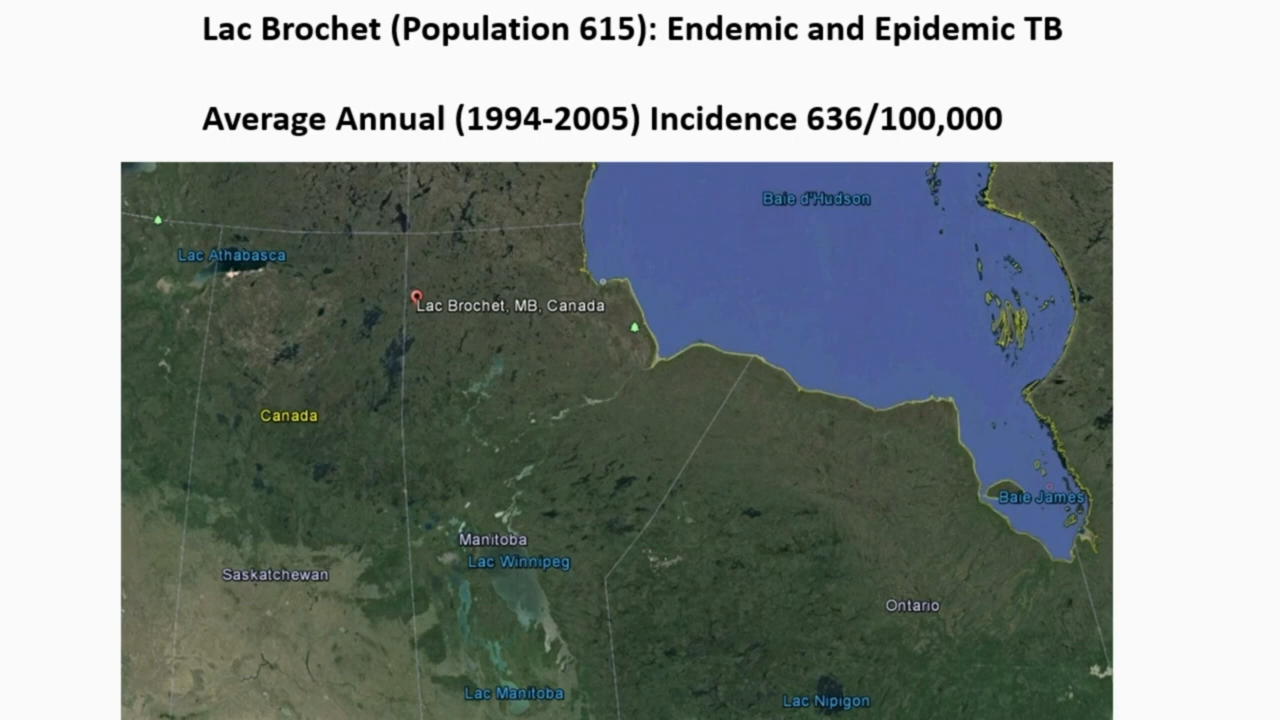 Lac Brochet (Population 615): Endemic and Epidemic TB
Average Annual (1994-2005) Incidence 636/100,000
Baie d'Hudson
Lac Athabasca
Lac Brochet, MB, Canada
Canada
Baie James
Manitoba
Lac Winnipeg
Saskatchewan
Ontario
Lac Manitoba
Lac Nipigon